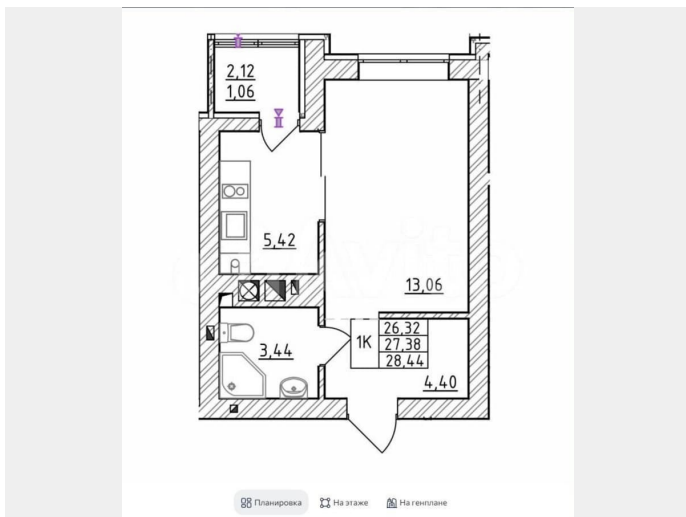 2,12
1,06
5,42
13,06
1К
26,32
27,38
28,44
3,44
4,40
Avito
Планировка
На этаже
На генплане